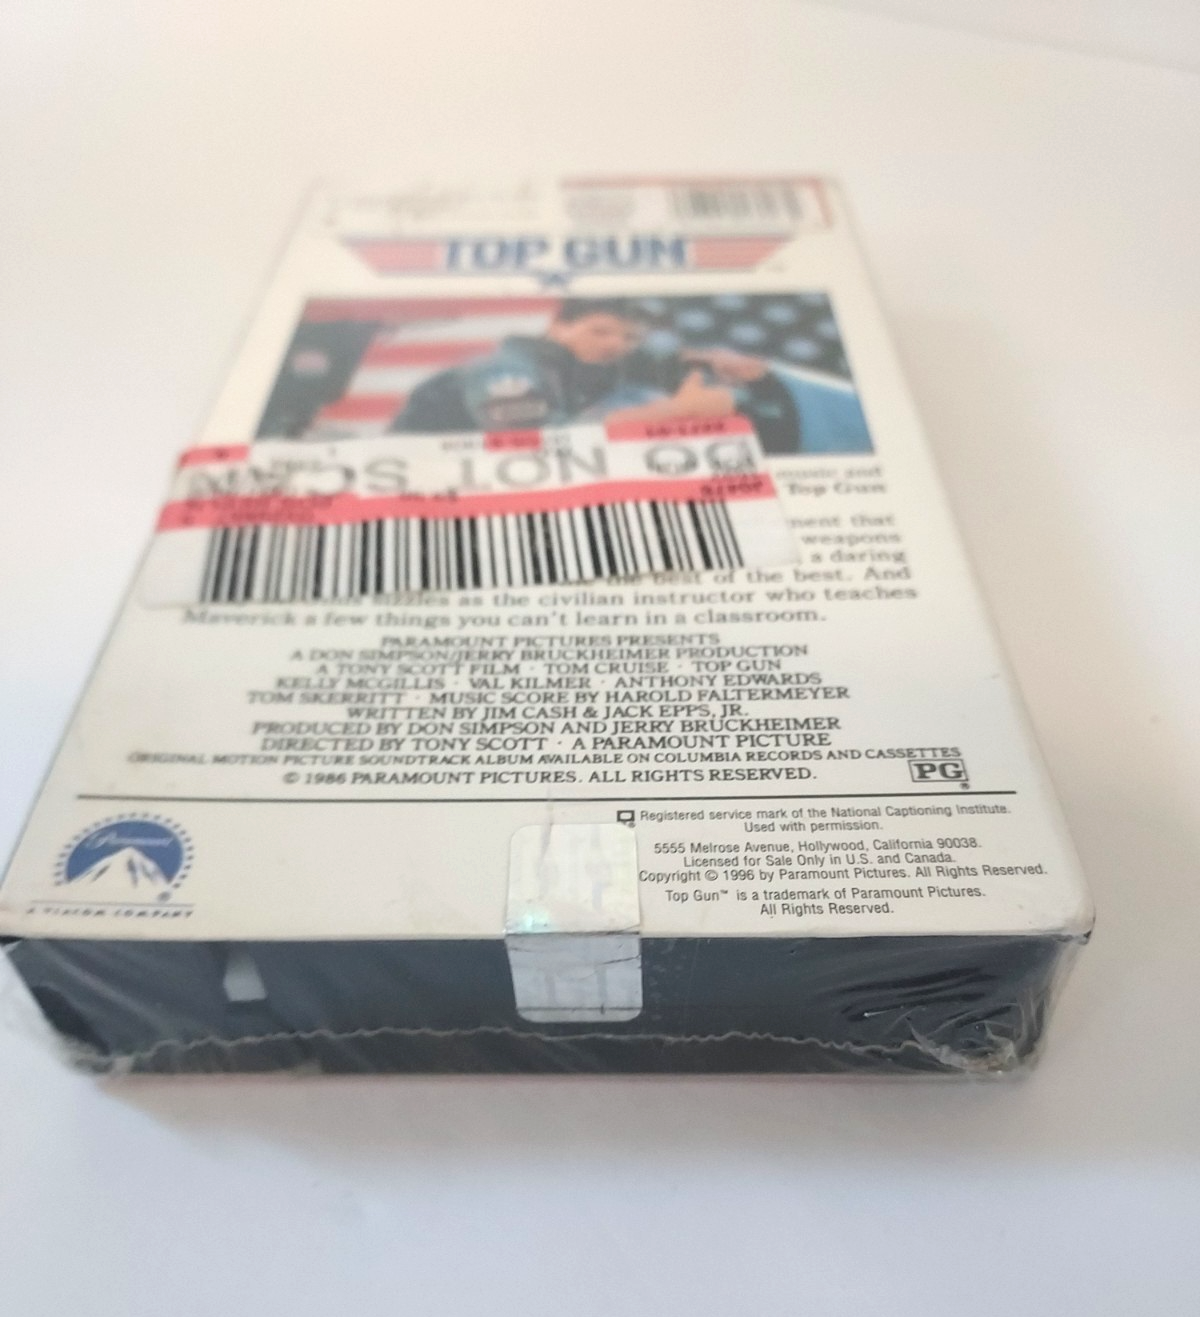 TOP GUN
DO NOT SCAN
music and
Top Gun
ment that
weapons
a daring
the best of the best. And
sizzles as the civilian instructor who teaches
Maverick a few things you can't learn in a classroom.
PARAMOUNT PICTURES PRESENTS
A DON SIMPSON/JERRY BRUCKHEIMER PRODUCTION
A TONY SCOTT FILM · TOM CRUISE · TOP GUN
KELLY MCGILLIS · VAL KILMER · ANTHONY EDWARDS
TOM SKERRITT · MUSIC SCORE BY HAROLD FALTERMEYER
WRITTEN BY JIM CASH & JACK EPPS, JR.
PRODUCED BY DON SIMPSON AND JERRY BRUCKHEIMER
DIRECTED BY TONY SCOTT · A PARAMOUNT PICTURE
ORIGINAL MOTION PICTURE SOUNDTRACK ALBUM AVAILABLE ON COLUMBIA RECORDS AND CASSETTES
© 1986 PARAMOUNT PICTURES. ALL RIGHTS RESERVED.
PG
®
Paramount
®
A VIACOM COMPANY
Registered service mark of the National Captioning Institute.
Used with permission.
5555 Melrose Avenue, Hollywood, California 90038.
Licensed for Sale Only in U.S. and Canada.
Copyright © 1996 by Paramount Pictures. All Rights Reserved.
Top Gun™ is a trademark of Paramount Pictures.
All Rights Reserved.